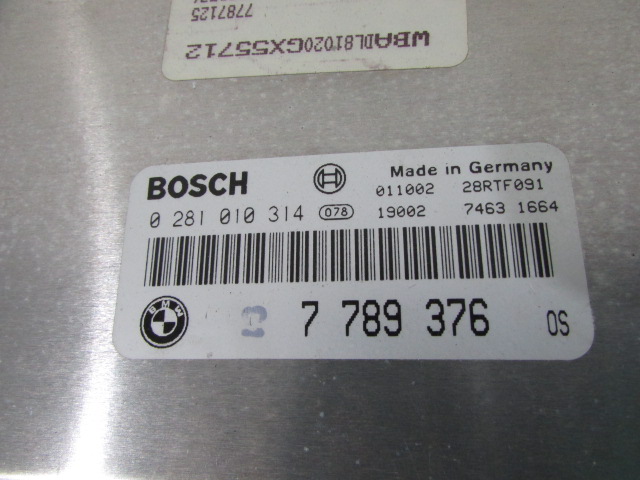 7787125
WBADL81020GX55712
BOSCH
Made in Germany
011002 28RTF091
0 281 010 314 078 19002 7463 1664
BMW 7 789 376 OS